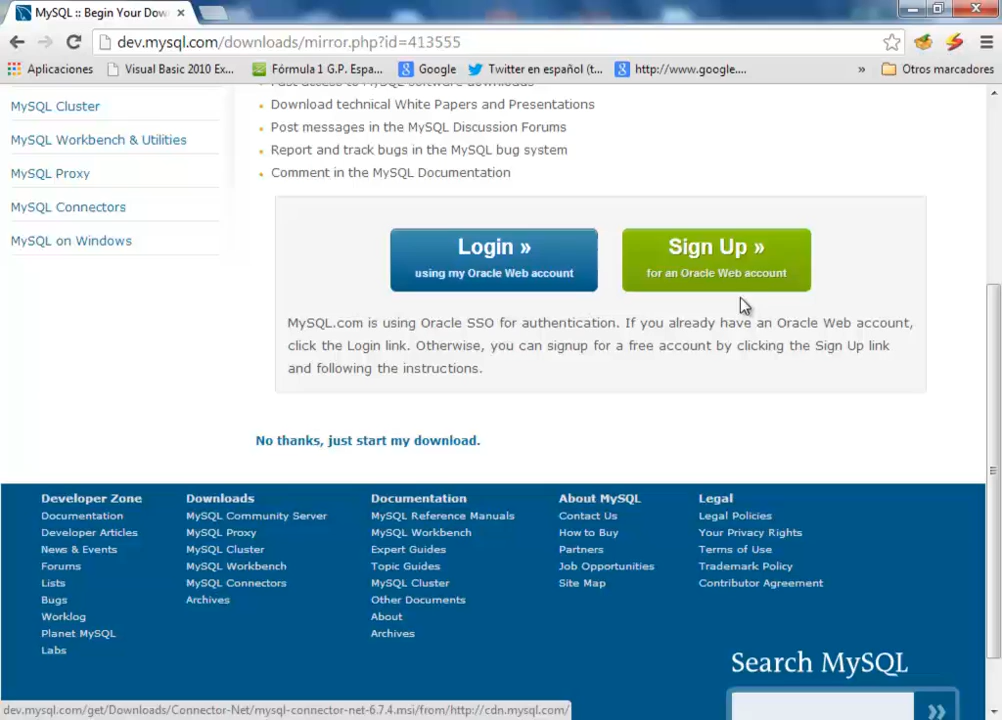 MySQL :: Begin Your Dow
dev.mysql.com/downloads/mirror.php?id=413555
Aplicaciones
Visual Basic 2010 Ex...
Fórmula 1 G.P. Espa...
Google
Twitter en español (t...
http://www.google....
»
Otros marcadores
MySQL Cluster
MySQL Workbench & Utilities
MySQL Proxy
MySQL Connectors
MySQL on Windows
Fast access to MySQL software downloads
Download technical White Papers and Presentations
Post messages in the MySQL Discussion Forums
Report and track bugs in the MySQL bug system
Comment in the MySQL Documentation
Login »
using my Oracle Web account
Sign Up »
for an Oracle Web account
MySQL.com is using Oracle SSO for authentication. If you already have an Oracle Web account,
click the Login link. Otherwise, you can signup for a free account by clicking the Sign Up link
and following the instructions.
No thanks, just start my download.
Developer Zone
Documentation
Developer Articles
News & Events
Forums
Lists
Bugs
Worklog
Planet MySQL
Labs
Downloads
MySQL Community Server
MySQL Proxy
MySQL Cluster
MySQL Workbench
MySQL Connectors
Archives
Documentation
MySQL Reference Manuals
MySQL Workbench
Expert Guides
Topic Guides
MySQL Cluster
Other Documents
About
Archives
About MySQL
Contact Us
How to Buy
Partners
Job Opportunities
Site Map
Legal
Legal Policies
Your Privacy Rights
Terms of Use
Trademark Policy
Contributor Agreement
Search MySQL
»
dev.mysql.com/get/Downloads/Connector-Net/mysql-connector-net-6.7.4.msi/from/http://cdn.mysql.com/